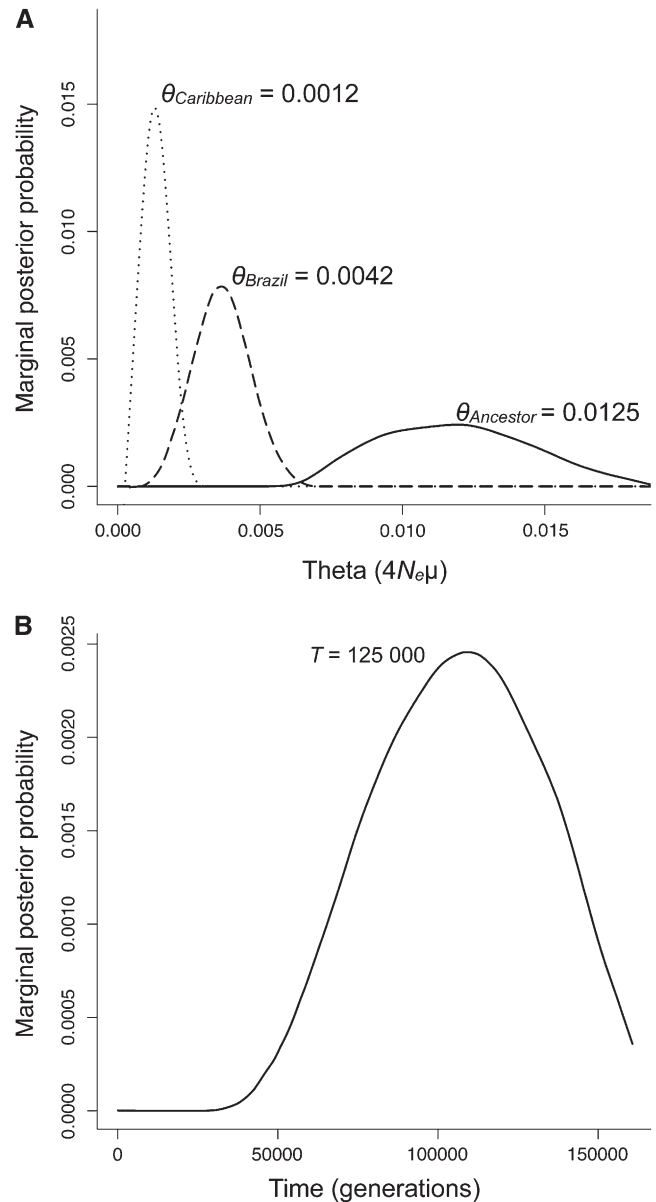 A
θCaribbean = 0.0012
θBrazil = 0.0042
θAncestor = 0.0125
Marginal posterior probability
0.015
0.010
0.005
0.000
0.000 0.005 0.010 0.015
Theta (4Neμ)
B
T = 125 000
Marginal posterior probability
0.0025
0.0020
0.0015
0.0010
0.0005
0.0000
0 50000 100000 150000
Time (generations)